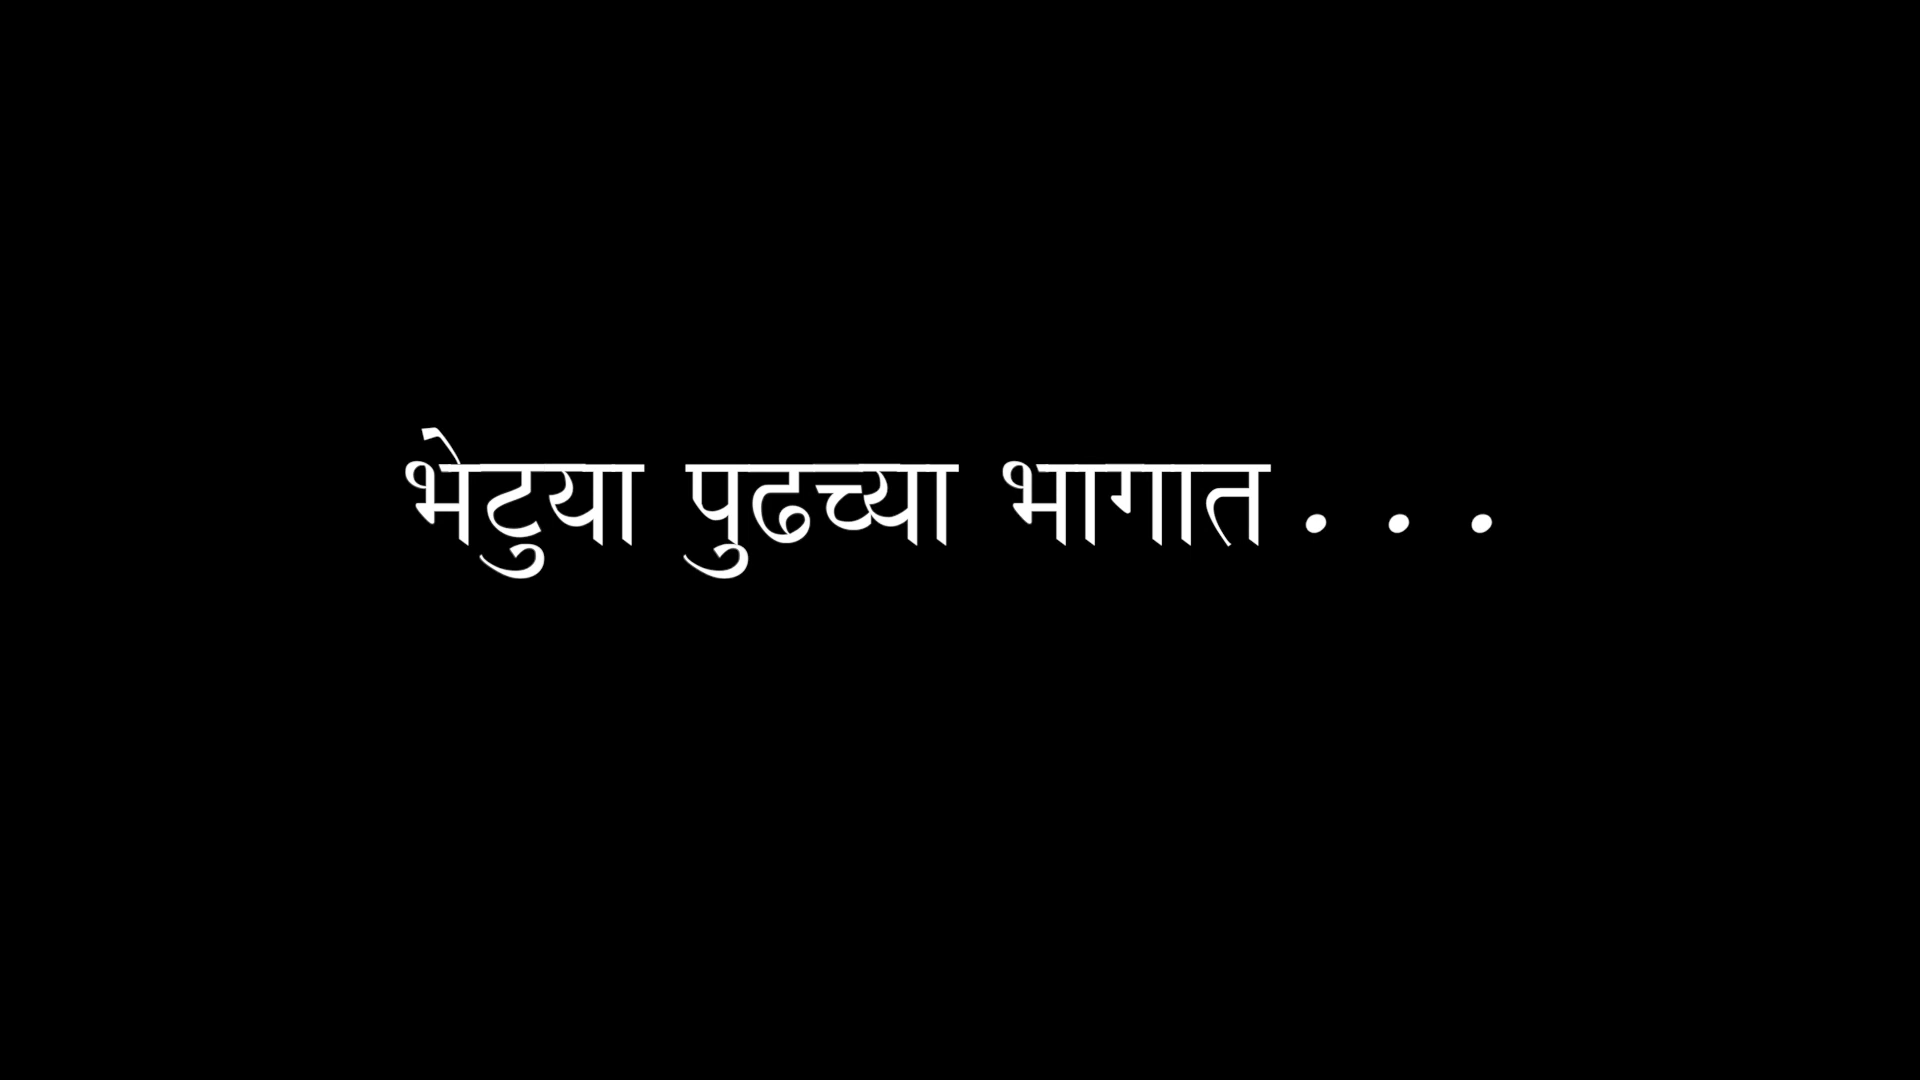 भेटुया पुढच्या भागात . . .